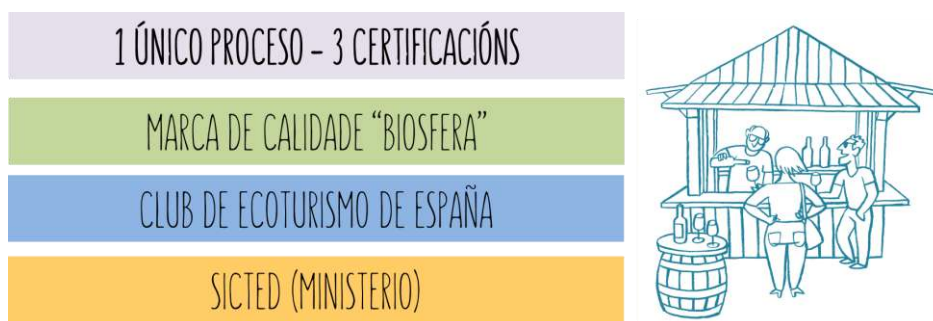 1 ÚNICO PROCESO – 3 CERTIFICACIÓNS
MARCA DE CALIDADE “BIOSFERA”
CLUB DE ECOTURISMO DE ESPAÑA
SICTED (MINISTERIO)